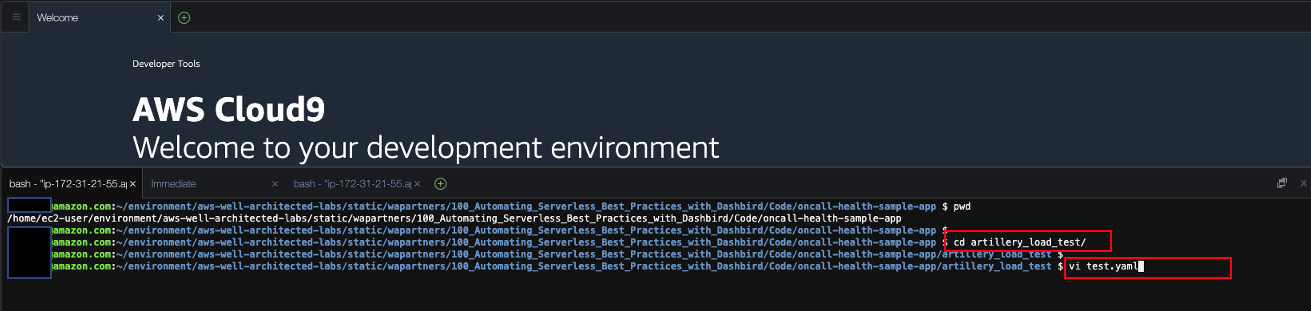 Welcome
Developer Tools
AWS Cloud9
Welcome to your development environment
bash - "ip-172-31-21-55.ap Immediate bash - "ip-172-31-21-55.ap
amazon.com:~/environment/aws-well-architected-labs/static/wapartners/100_Automating_Serverless_Best_Practices_with_Dashbird/Code/oncall-health-sample-app $ pwd
/home/ec2-user/environment/aws-well-architected-labs/static/wapartners/100_Automating_Serverless_Best_Practices_with_Dashbird/Code/oncall-health-sample-app
amazon.com:~/environment/aws-well-architected-labs/static/wapartners/100_Automating_Serverless_Best_Practices_with_Dashbird/Code/oncall-health-sample-app $
amazon.com:~/environment/aws-well-architected-labs/static/wapartners/100_Automating_Serverless_Best_Practices_with_Dashbird/Code/oncall-health-sample-app $ cd artillery_load_test/
amazon.com:~/environment/aws-well-architected-labs/static/wapartners/100_Automating_Serverless_Best_Practices_with_Dashbird/Code/oncall-health-sample-app/artillery_load_test $
amazon.com:~/environment/aws-well-architected-labs/static/wapartners/100_Automating_Serverless_Best_Practices_with_Dashbird/Code/oncall-health-sample-app/artillery_load_test $ vi test.yaml